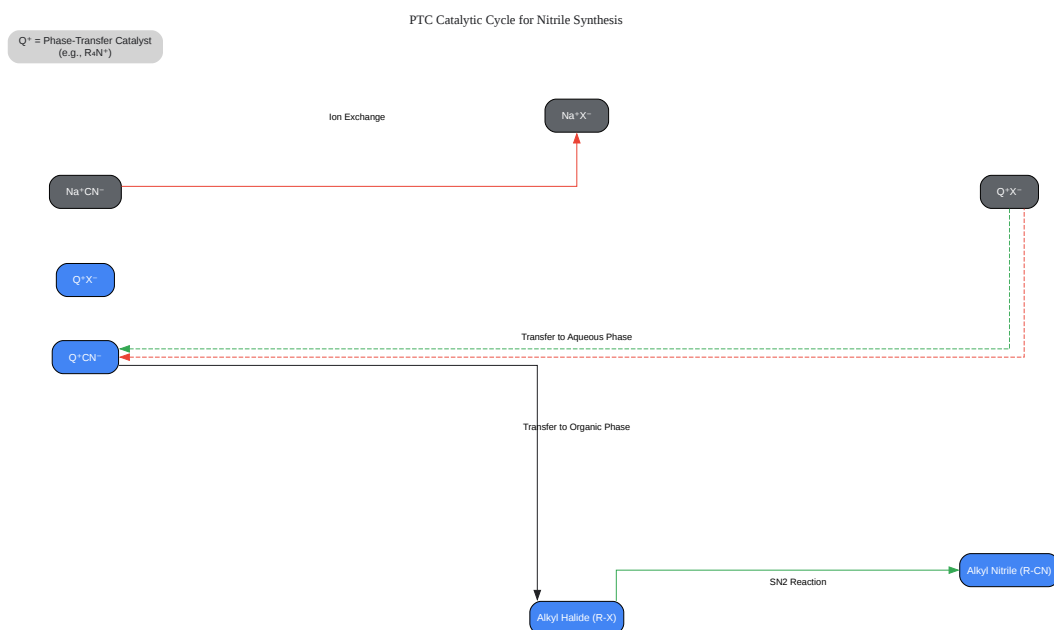 PTC Catalytic Cycle for Nitrile Synthesis
Q⁺ = Phase-Transfer Catalyst
(e.g., R₄N⁺)
Ion Exchange
Na⁺X⁻
Na⁺CN⁻
Q⁺X⁻
Q⁺X⁻
Transfer to Aqueous Phase
Q⁺CN⁻
Transfer to Organic Phase
Alkyl Nitrile (R-CN)
SN2 Reaction
Alkyl Halide (R-X)